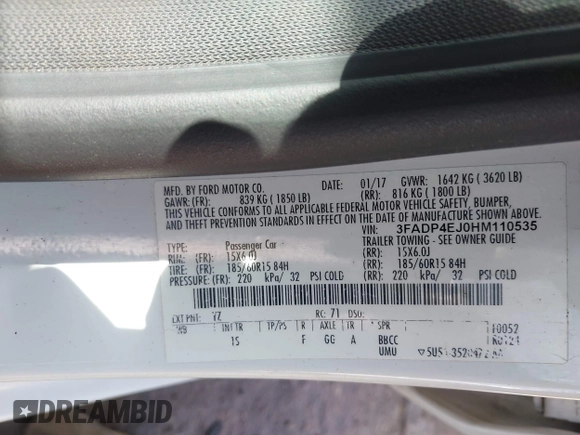 MFD. BY FORD MOTOR CO.
DATE: 01/17 GVWR: 1642 KG ( 3620 LB)
GAWR: (FR): 839 KG ( 1850 LB) (RR): 816 KG ( 1800 LB)
THIS VEHICLE CONFORMS TO ALL APPLICABLE FEDERAL MOTOR VEHICLE SAFETY, BUMPER,
AND THEFT PREVENTION STANDARDS IN EFFECT ON THE DATE OF MANUFACTURE SHOWN ABOVE.
VIN: 3FADP4EJ0HM110535
TYPE: Passenger Car TRAILER TOWING - SEE OWNER GUIDE
RIM: (FR): 15X6.0J (RR): 15X6.0J
TIRE: (FR): 185/60R15 84H (RR): 185/60R15 84H
PRESSURE: (FR): 220 kPa/ 32 PSI COLD (RR): 220 kPa/ 32 PSI COLD
EXT PNT: YZ RC: 71 DSO:
WB INT TR TP/PS R AXLE TR SPR 10052
15 F GG A BBCC
UMU
DREAMBID